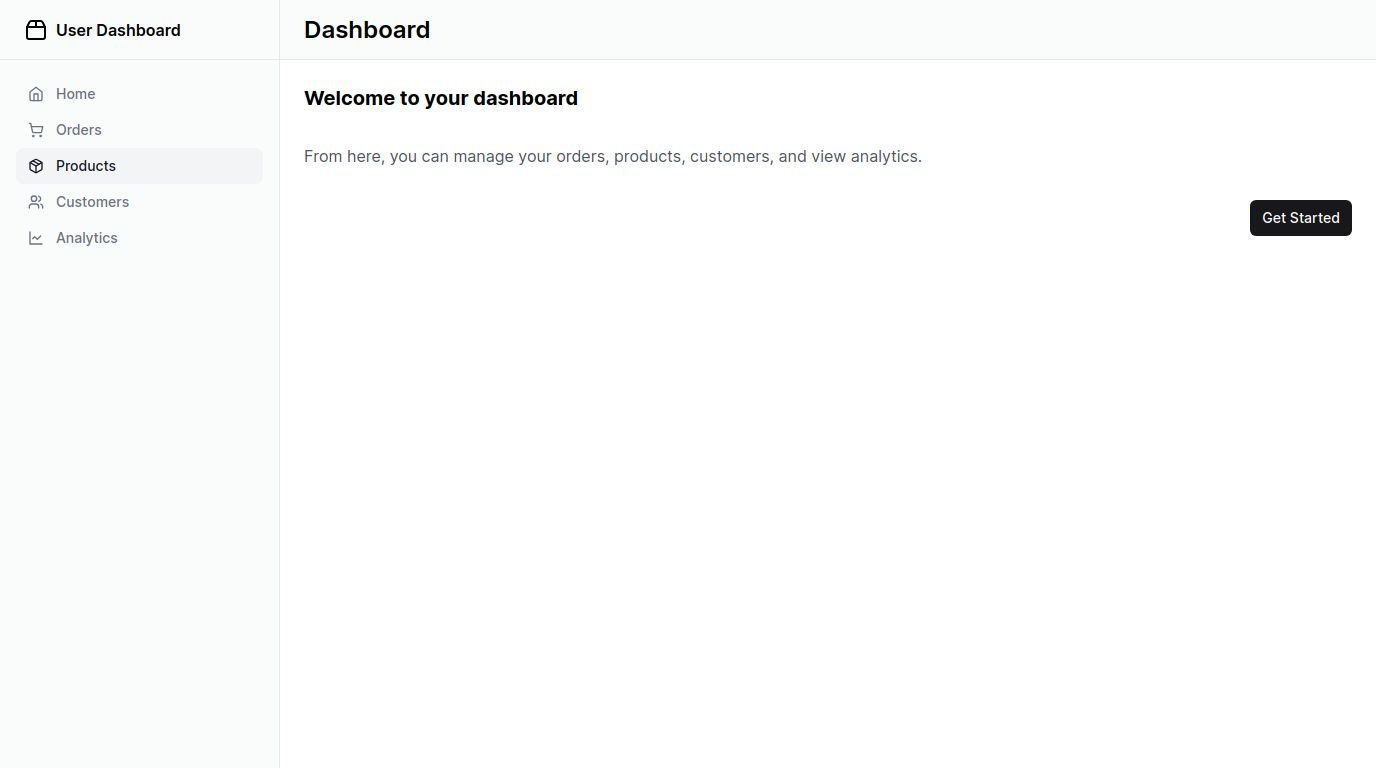 User Dashboard
Home
Orders
Products
Customers
Analytics
Dashboard
Welcome to your dashboard
From here, you can manage your orders, products, customers, and view analytics.
Get Started